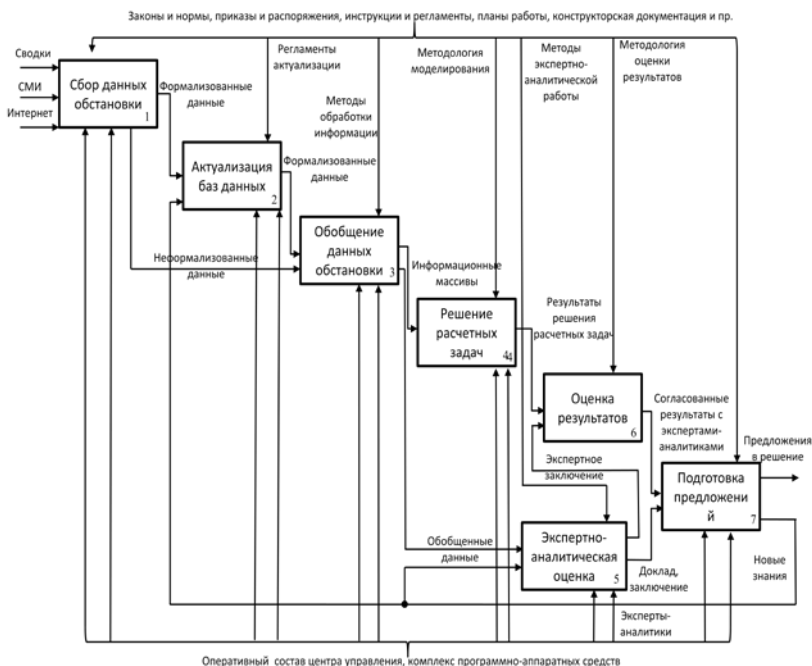 Законы и нормы, приказы и распоряжения, инструкции и регламенты, планы работы, конструкторская документация и пр.
Сводки
СМИ
Интернет
Сбор данных
обстановки
1
Формализованные
данные
Регламенты
актуализации
Актуализация
баз данных
2
Методы
обработки
информации
Формализованные
данные
Неформализованные
данные
Обобщение
данных
обстановки
3
Методология
моделирования
Информационные
массивы
Решение
расчетных
задач
44
Методы
экспертно-
аналитической
работы
Результаты
решения
расчетных задач
Методология
оценки
результатов
Оценка
результатов
6
Согласованные
результаты с
экспертами-
аналитиками
Предложения
в решение
Экспертное
заключение
Подготовка
предложени
й
7
Обобщенные
данные
Экспертно-
аналитическая
оценка
5
Доклад,
заключение
Новые
знания
Эксперты-
аналитики
Оперативный состав центра управления, комплекс программно-аппаратных средств